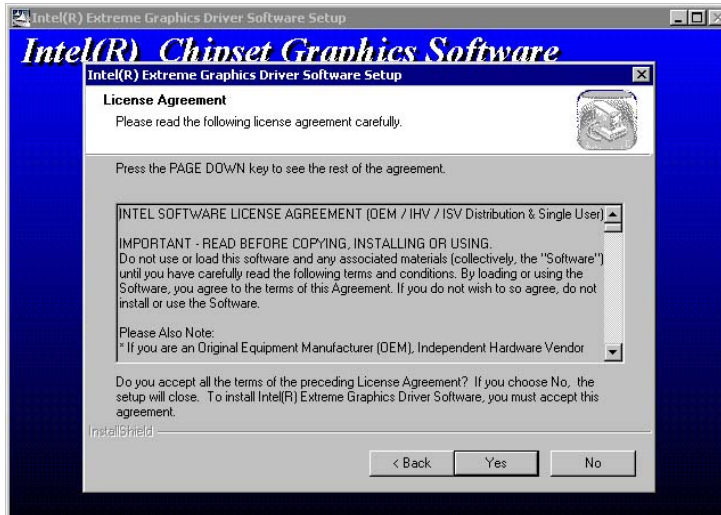 Intel(R) Extreme Graphics Driver Software Setup
Intel(R) Chipset Graphics Software
Intel(R) Extreme Graphics Driver Software Setup
License Agreement
Please read the following license agreement carefully.
Press the PAGE DOWN key to see the rest of the agreement.
INTEL SOFTWARE LICENSE AGREEMENT (OEM / IHV / ISV Distribution & Single User)
IMPORTANT - READ BEFORE COPYING, INSTALLING OR USING.
Do not use or load this software and any associated materials (collectively, the "Software")
until you have carefully read the following terms and conditions. By loading or using the
Software, you agree to the terms of this Agreement. If you do not wish to so agree, do not
install or use the Software.
Please Also Note:
* If you are an Original Equipment Manufacturer (OEM), Independent Hardware Vendor
Do you accept all the terms of the preceding License Agreement? If you choose No, the
setup will close. To install Intel(R) Extreme Graphics Driver Software, you must accept this
agreement.
InstallShield
< Back Yes No